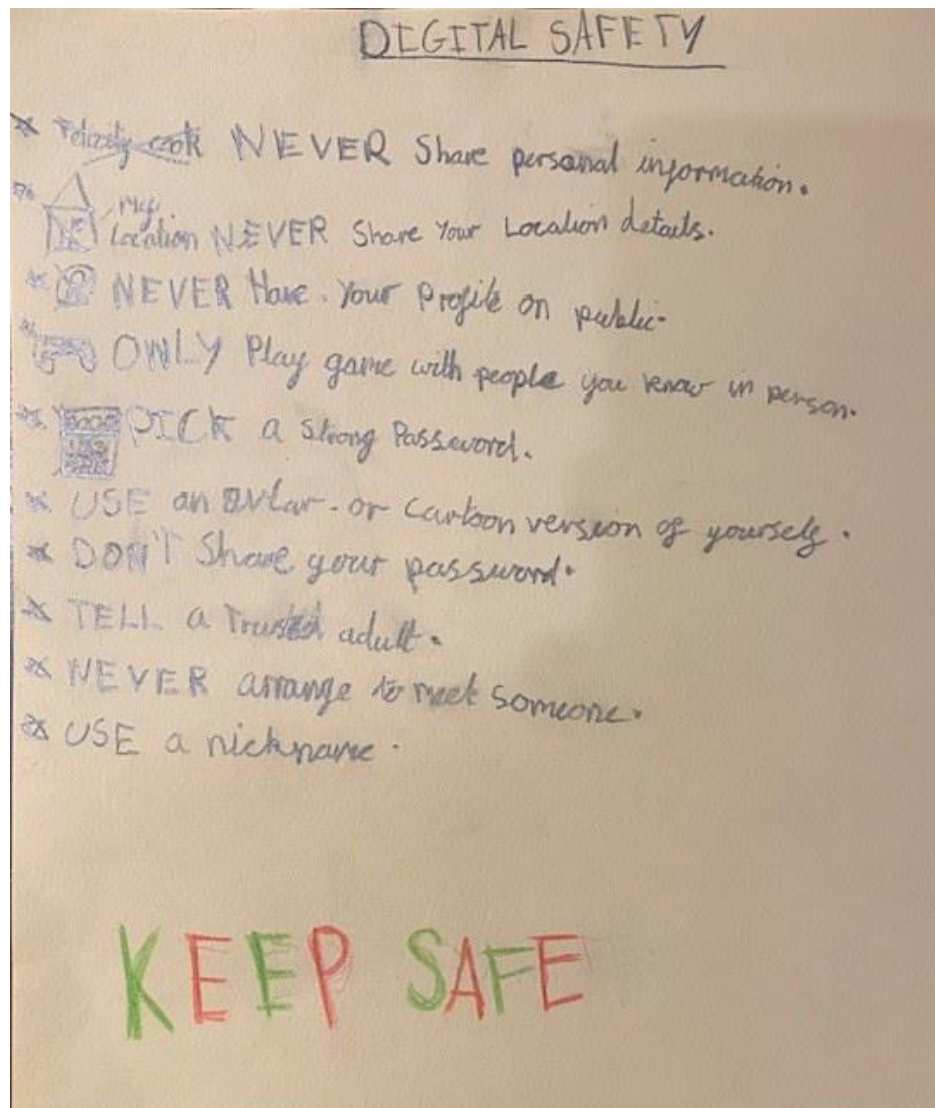 DIGITAL SAFETY
NEVER Share personal information.
My
Location NEVER Share Your Location details.
NEVER Have. Your Profile on public.
ONLY Play game with people you know in person.
PICK a Strong Password.
USE an avtar. or Cartoon version of yourself.
DON'T Share your password.
TELL a Trusted adult.
NEVER arrange to meet someone.
USE a nickname.
KEEP SAFE